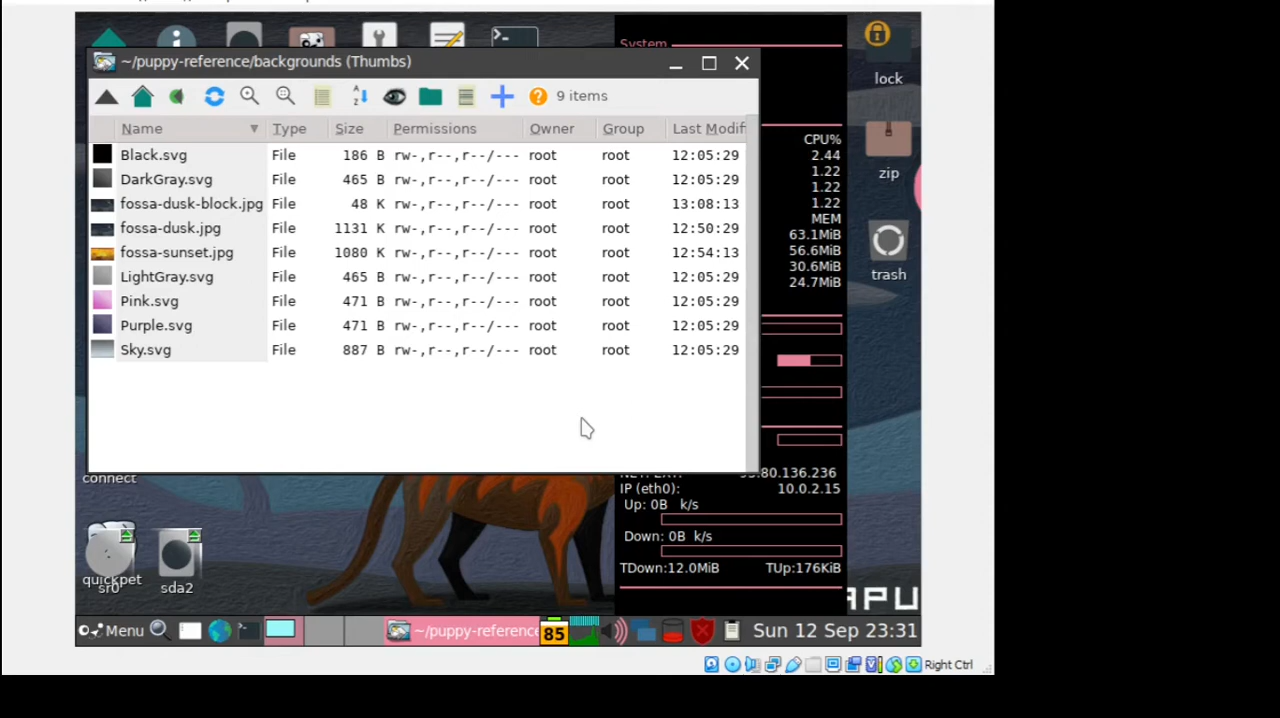 System
lock
~/puppy-reference/backgrounds (Thumbs)
9 items
Name Type Size Permissions Owner Group Last Modif
Black.svg File 186 B rw-,r--,r--/--- root root 12:05:29
DarkGray.svg File 465 B rw-,r--,r--/--- root root 12:05:29
fossa-dusk-block.jpg File 48 K rw-,r--,r--/--- root root 13:08:13
fossa-dusk.jpg File 1131 K rw-,r--,r--/--- root root 12:50:29
fossa-sunset.jpg File 1080 K rw-,r--,r--/--- root root 12:54:13
LightGray.svg File 465 B rw-,r--,r--/--- root root 12:05:29
Pink.svg File 471 B rw-,r--,r--/--- root root 12:05:29
Purple.svg File 471 B rw-,r--,r--/--- root root 12:05:29
Sky.svg File 887 B rw-,r--,r--/--- root root 12:05:29
CPU%
2.44
1.22
1.22
1.22
MEM
63.1MiB
56.6MiB
30.6MiB
24.7MiB
zip
trash
connect
.80.136.236
IP (eth0): 10.0.2.15
Up: 0B k/s
Down: 0B k/s
TDown:12.0MiB TUp:176KiB
quickpet
sr0
sda2
APU
Menu
~/puppy-reference
85
Sun 12 Sep 23:31
Right Ctrl